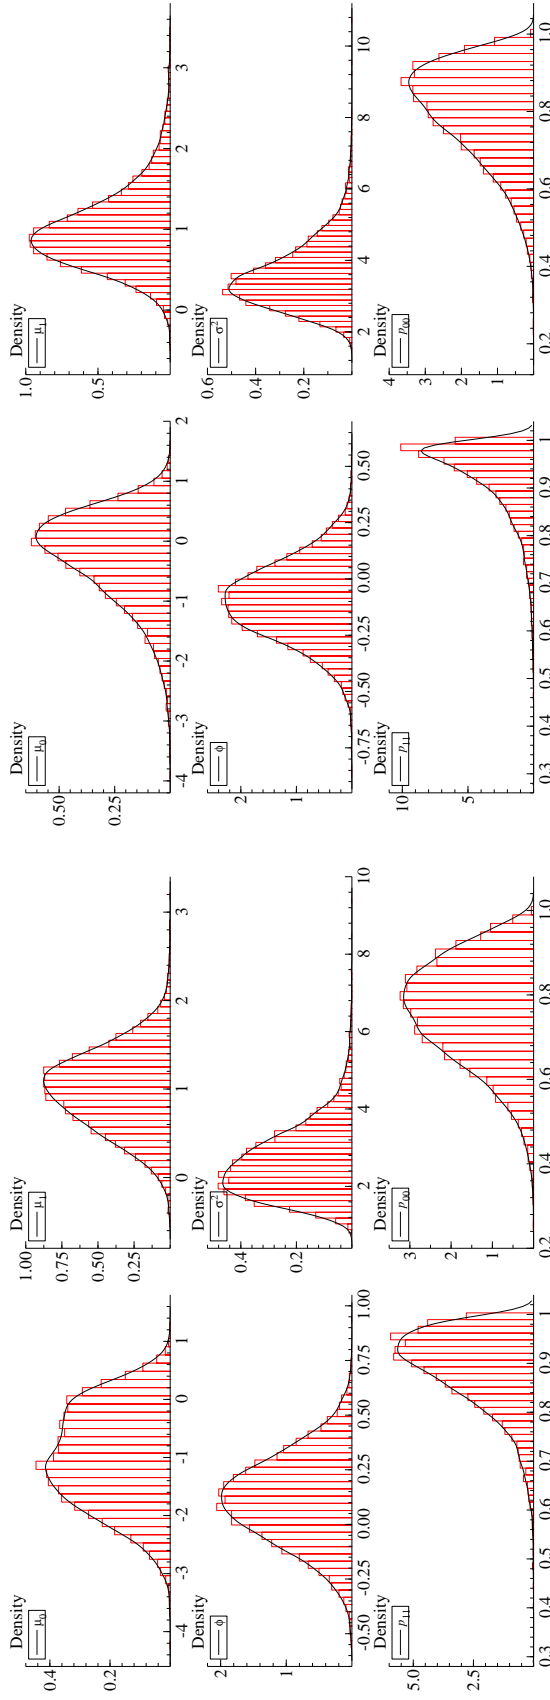 Density
μ₀
0.4
0.2
-4 -3 -2 -1 0 1
Density
μ₁
1.00
0.75
0.50
0.25
0 1 2 3
Density
μ₀
0.50
0.25
-4 -3 -2 -1 0 1 2
Density
μ₁
1.0
0.5
0 1 2 3
Density
ϕ
2
1
-0.50 -0.25 0.00 0.25 0.50 0.75 1.00
Density
σ²
0.4
0.2
2 4 6 8 10
Density
ϕ
2
1
-0.75 -0.50 -0.25 0.00 0.25 0.50
Density
σ²
0.6
0.4
0.2
2 4 6 8 10
Density
p₁₁
5.0
2.5
0.3 0.4 0.5 0.6 0.7 0.8 0.9 1
Density
p₀₀
3
2
1
0.2 0.4 0.6 0.8 1.0
Density
p₁₁
10
5
0.3 0.4 0.5 0.6 0.7 0.8 0.9 1
Density
p₀₀
4
3
2
1
0.2 0.4 0.6 0.8 1.0